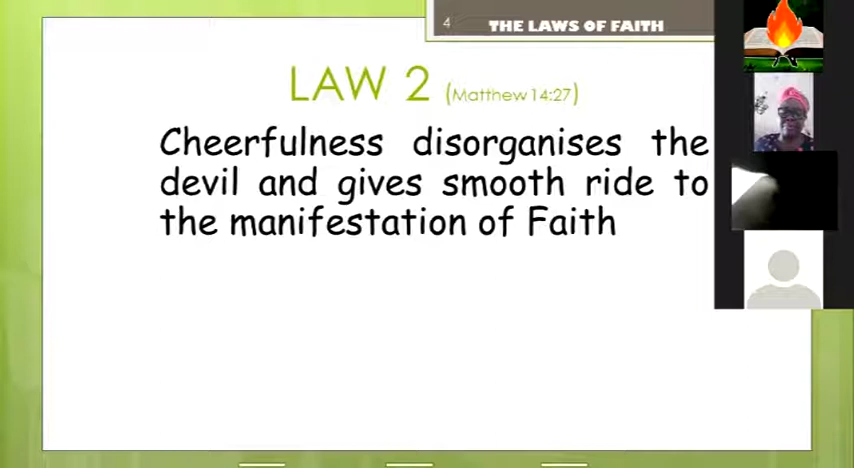 4 THE LAWS OF FAITH
LAW 2 (Matthew 14:27)
Cheerfulness disorganises the
devil and gives smooth ride to
the manifestation of Faith